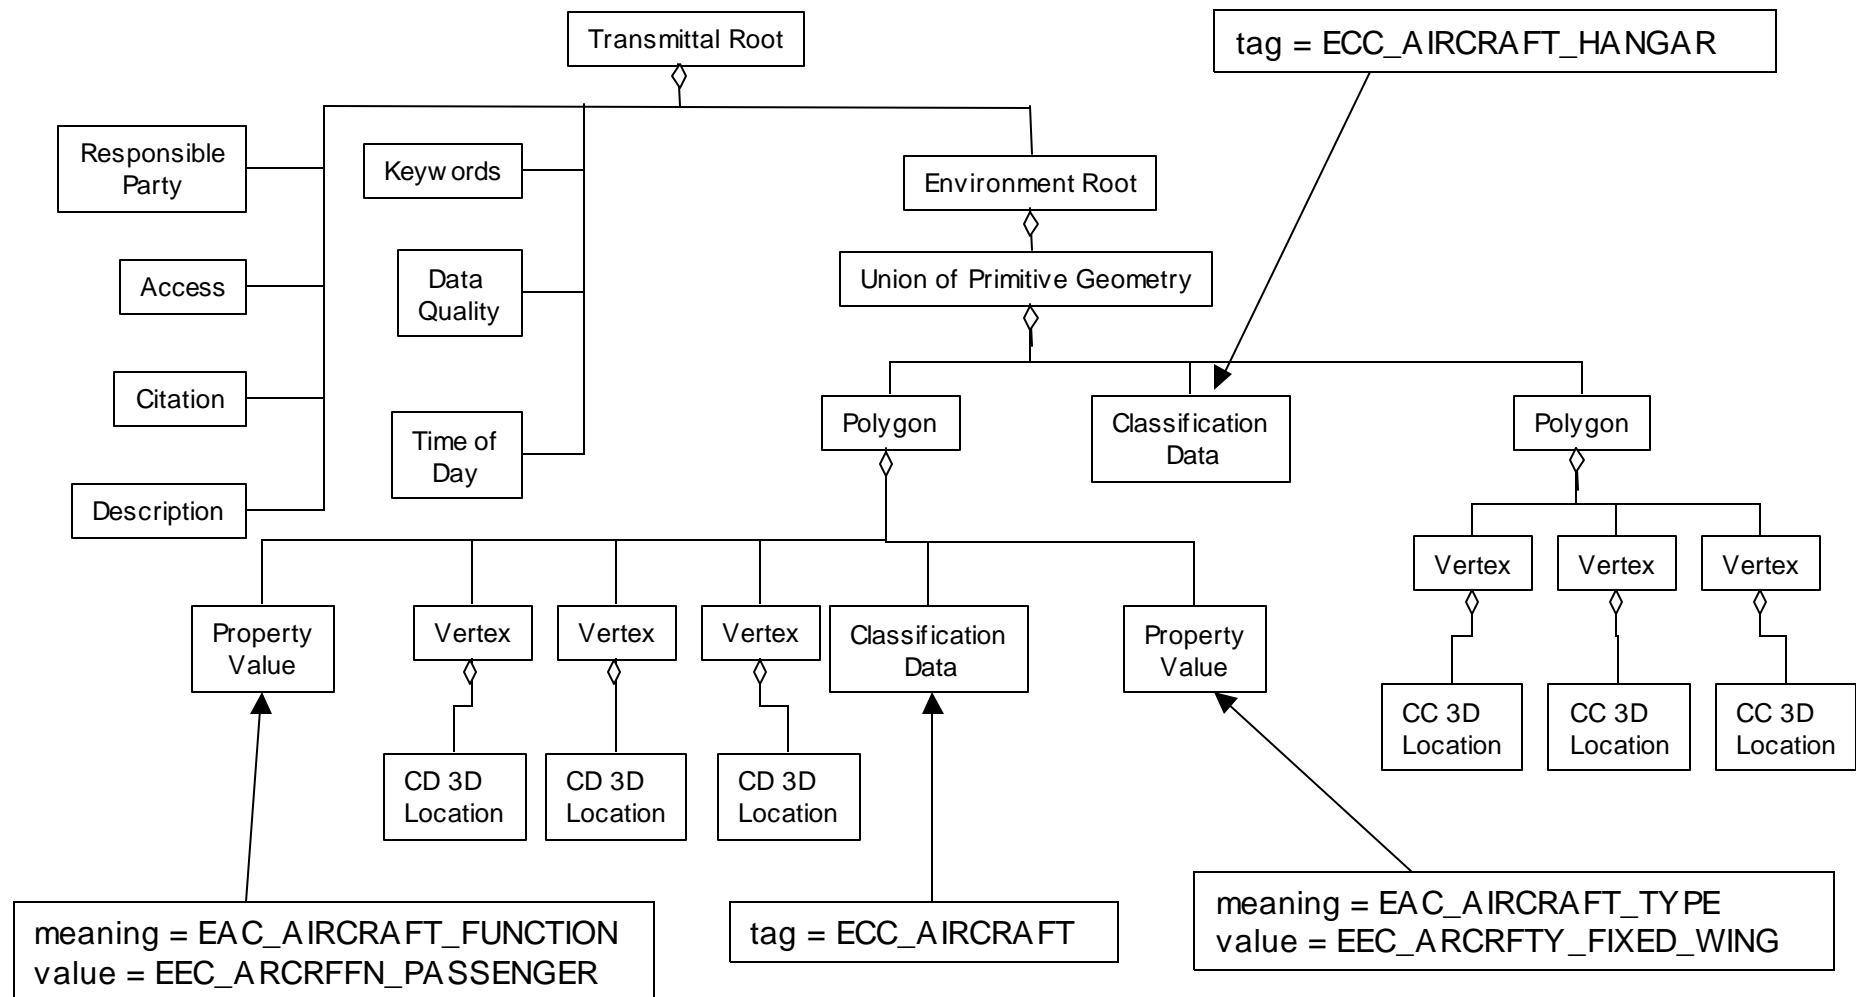 Transmittal Root
tag = ECC_AIRCRAFT_HANGAR
Responsible
Party
Keywords
Environment Root
Access
Data
Quality
Union of Primitive Geometry
Citation
Time of
Day
Polygon
Classification
Data
Polygon
Description
Vertex
Vertex
Vertex
Property
Value
Vertex
Vertex
Vertex
Classification
Data
Property
Value
CC 3D
Location
CC 3D
Location
CC 3D
Location
CD 3D
Location
CD 3D
Location
CD 3D
Location
meaning = EAC_AIRCRAFT_FUNCTION
value = EEC_ARCRFFN_PASSENGER
tag = ECC_AIRCRAFT
meaning = EAC_AIRCRAFT_TYPE
value = EEC_ARCRFTY_FIXED_WING